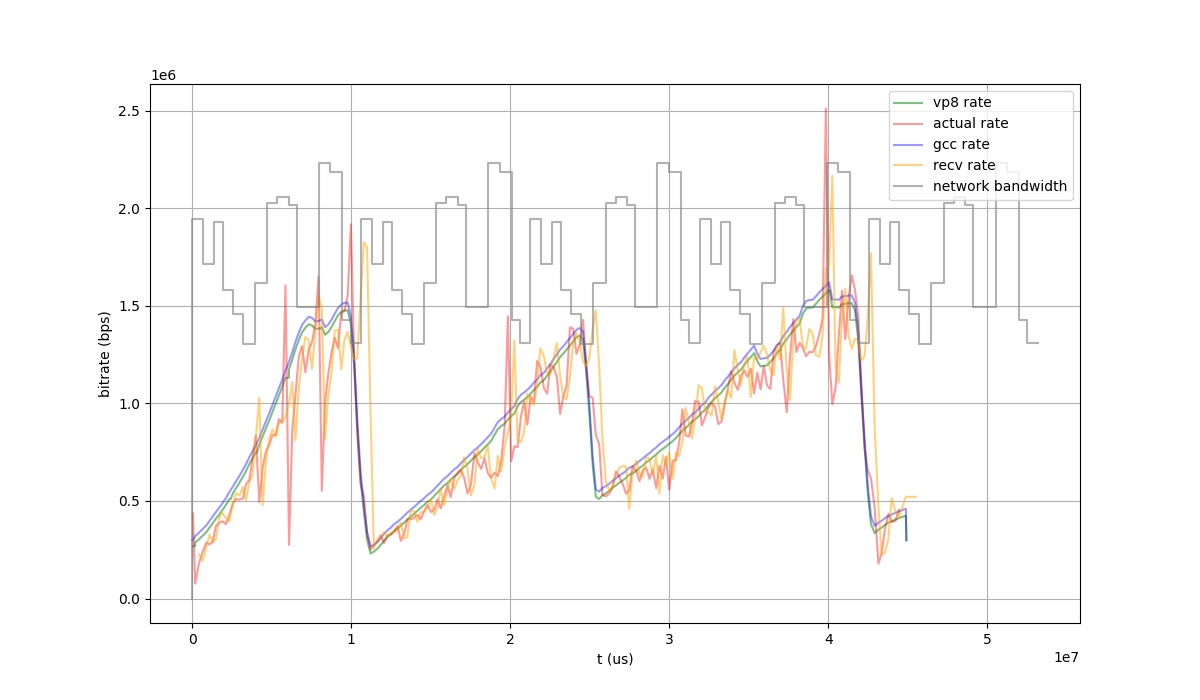 1e6
bitrate (bps)
2.5
2.0
1.5
1.0
0.5
0.0
vp8 rate
actual rate
gcc rate
recv rate
network bandwidth
0 1 2 3 4 5
t (us)
1e7